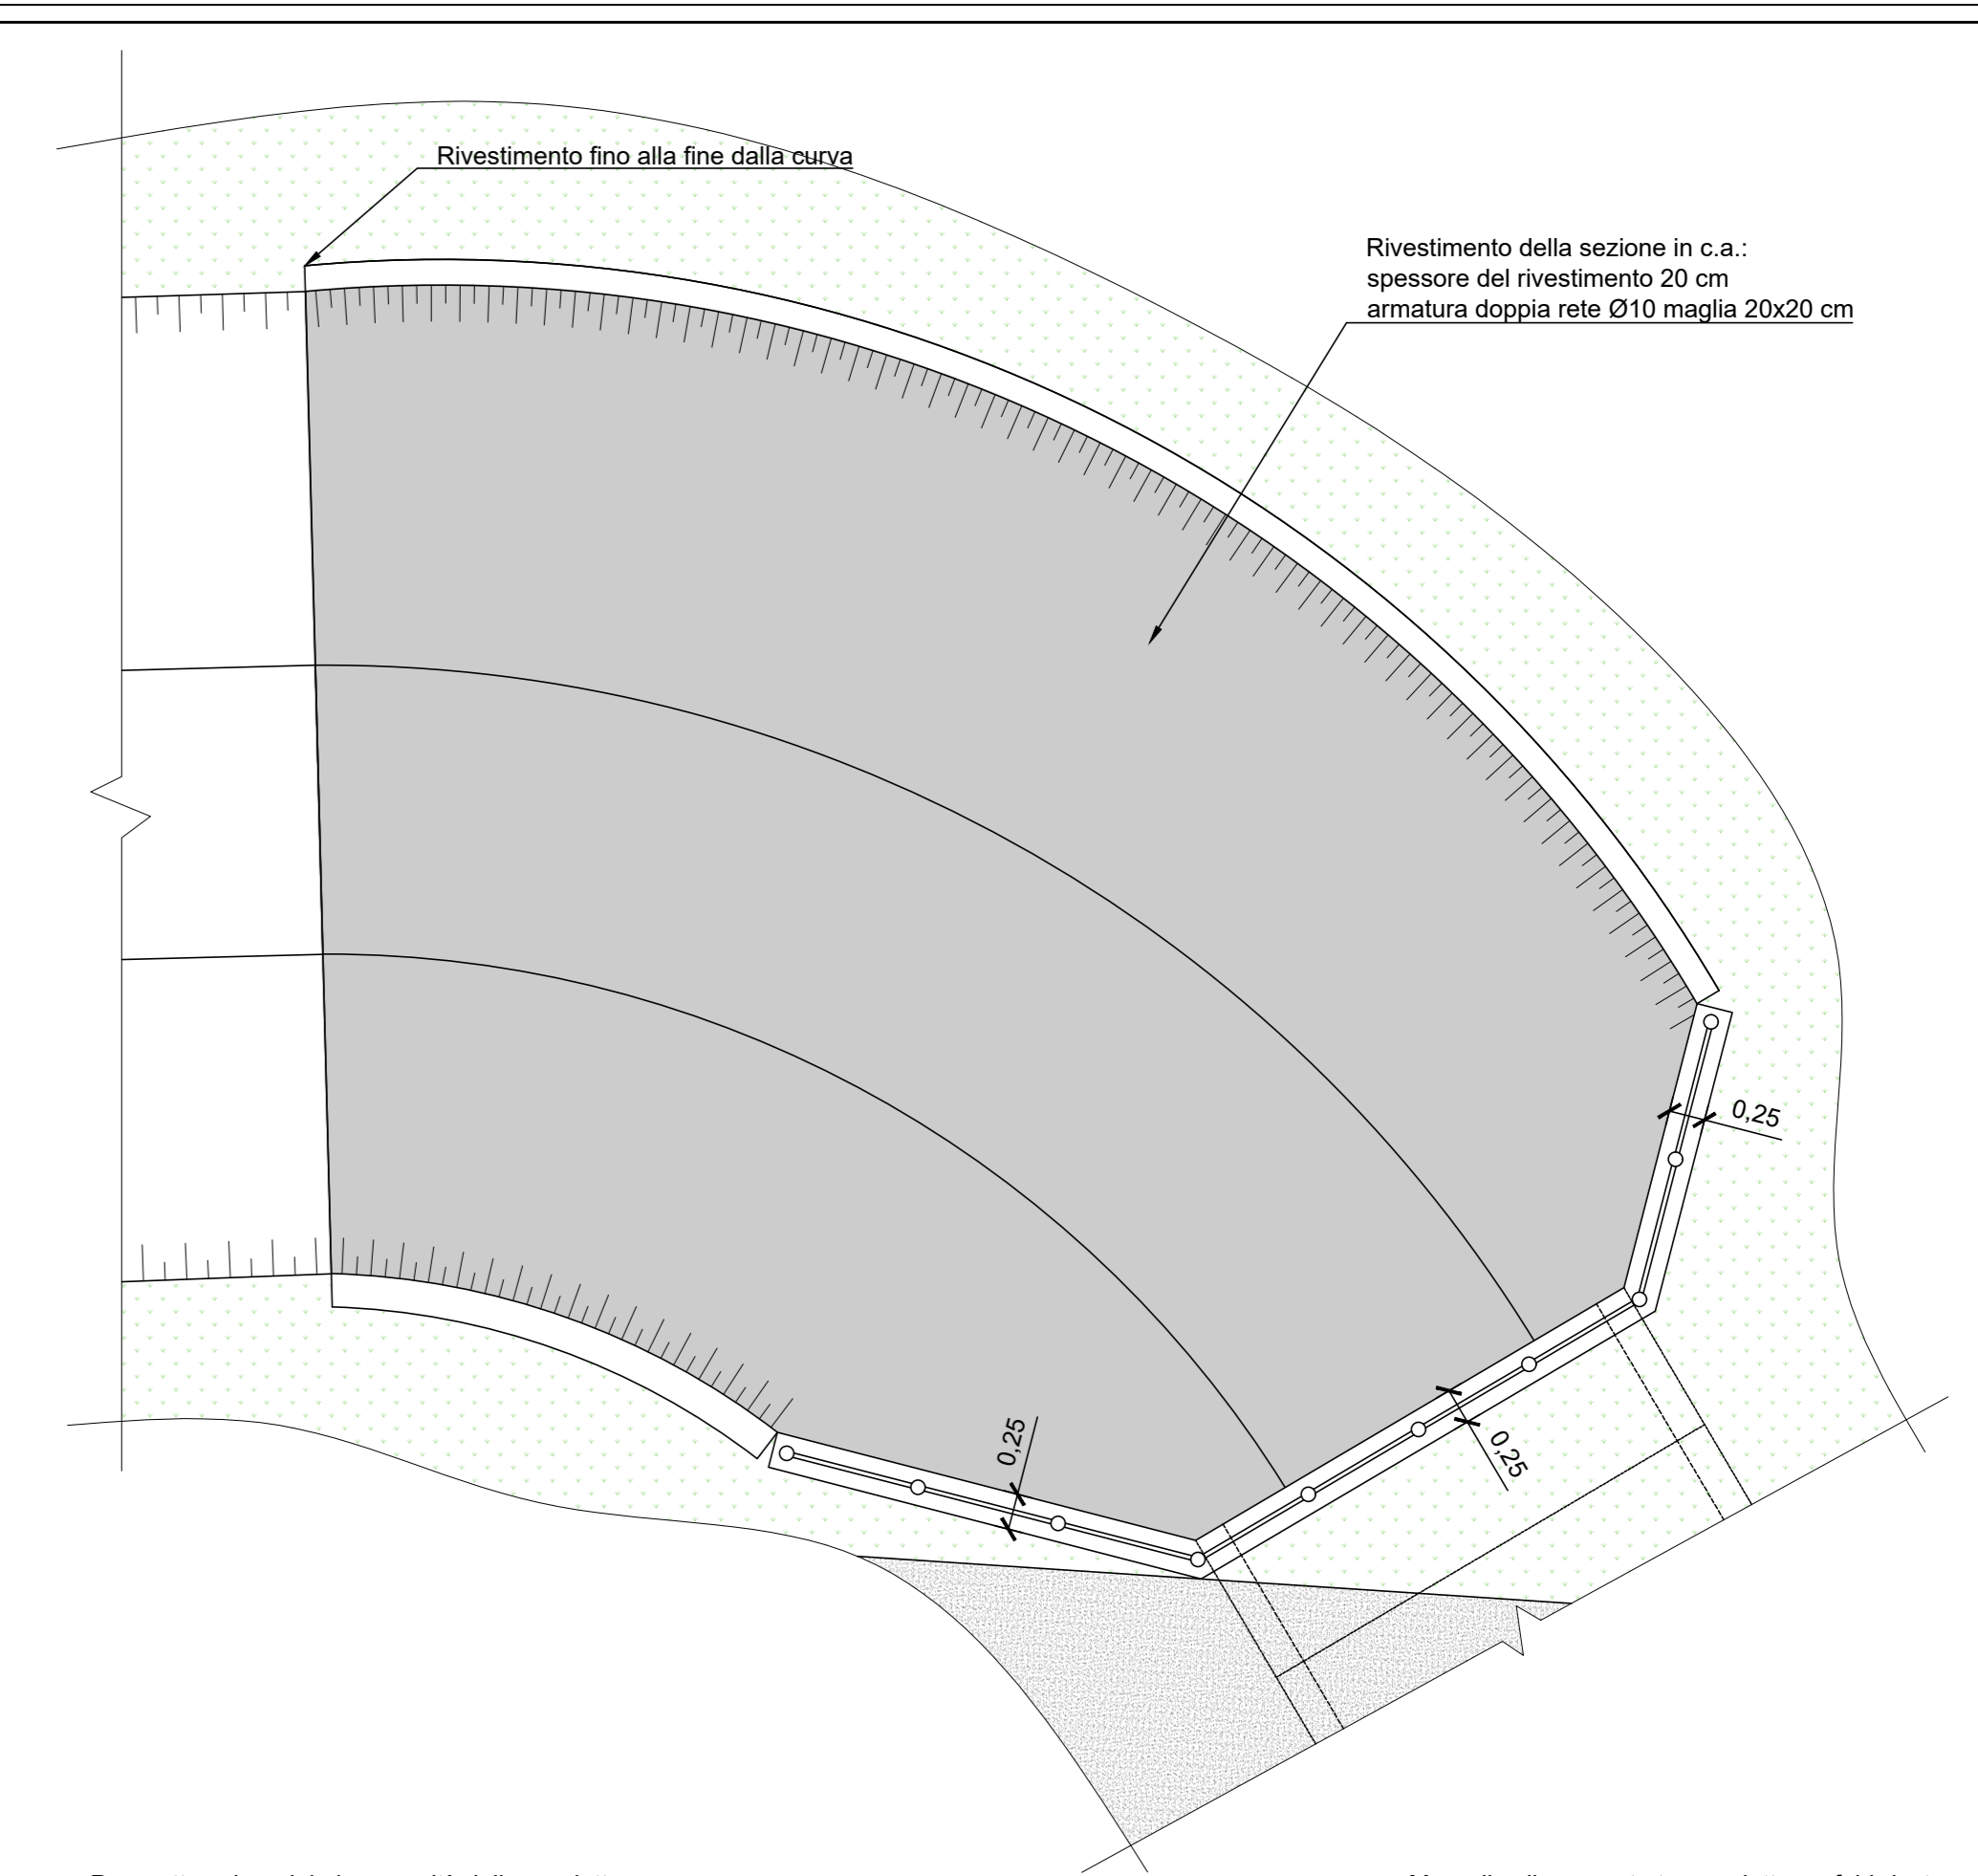 Rivestimento fino alla fine dalla curva
Rivestimento della sezione in c.a.:
spessore del rivestimento 20 cm
armatura doppia rete Ø10 maglia 20x20 cm
0,25
0,25
0,25